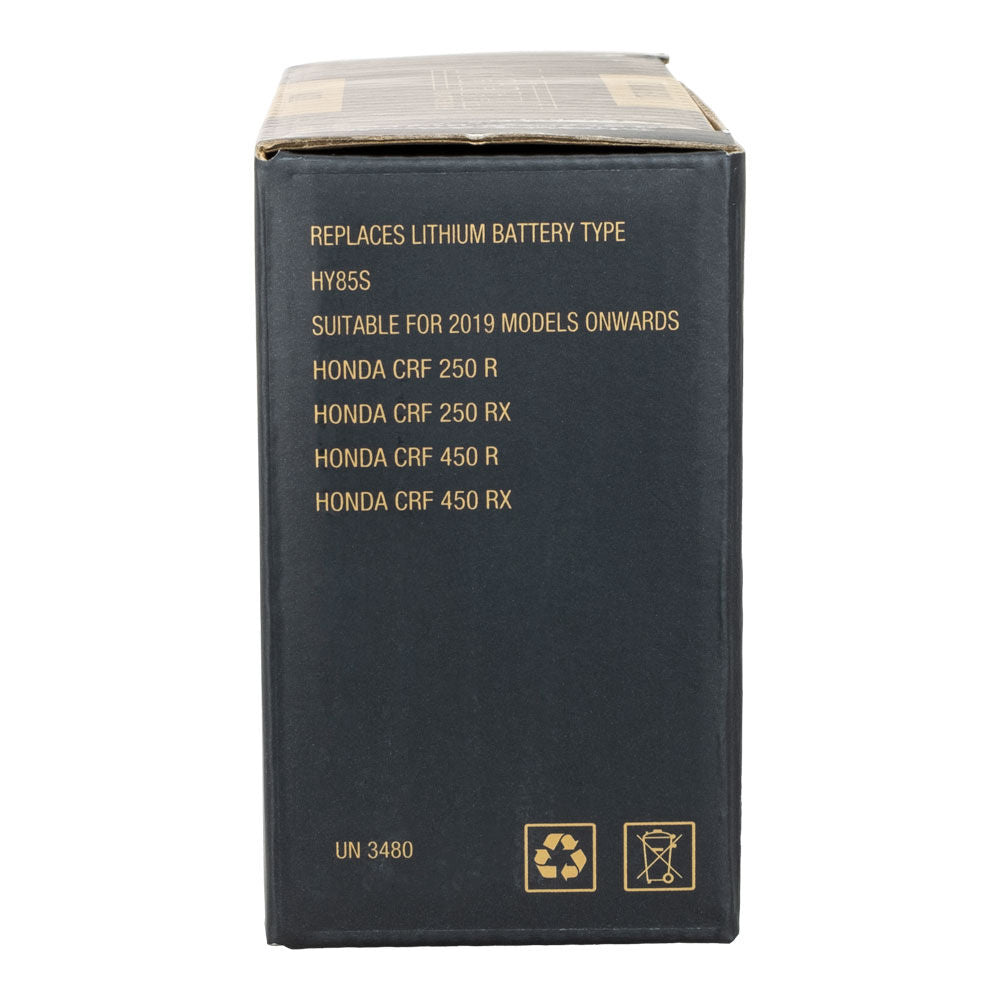 REPLACES LITHIUM BATTERY TYPE
HY85S
SUITABLE FOR 2019 MODELS ONWARDS
HONDA CRF 250 R
HONDA CRF 250 RX
HONDA CRF 450 R
HONDA CRF 450 RX
UN 3480